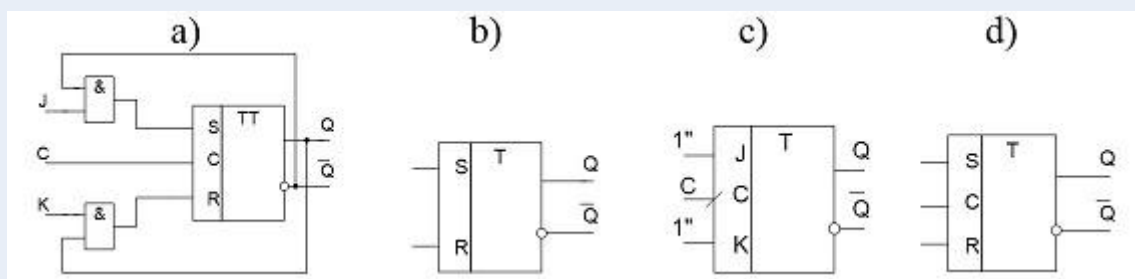 a) b) c) d)
&
J
S TT Q
C C Q̅
R
K
&
S T Q
R Q̅
1" J T Q
C C Q̅
1" K
S T Q
C Q̅
R